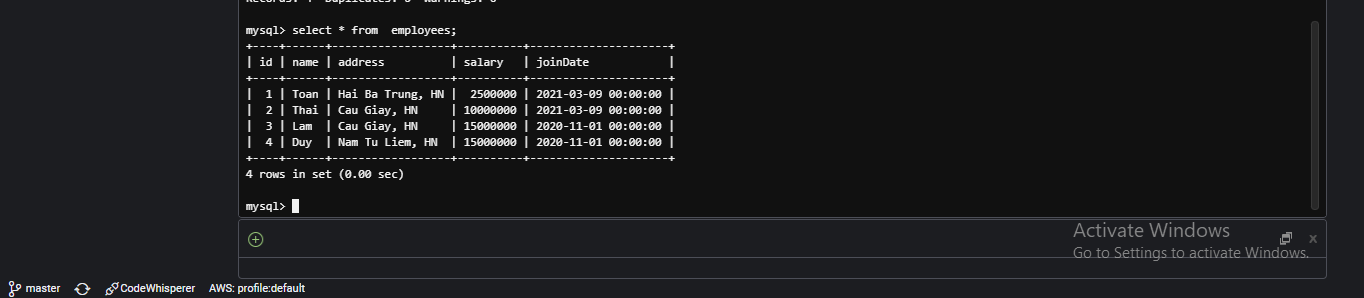 mysql> select * from  employees;
+----+------+------------------+----------+---------------------+
| id | name | address          | salary   | joinDate            |
+----+------+------------------+----------+---------------------+
|  1 | Toan | Hai Ba Trung, HN |  2500000 | 2021-03-09 00:00:00 |
|  2 | Thai | Cau Giay, HN     | 10000000 | 2021-03-09 00:00:00 |
|  3 | Lam  | Cau Giay, HN     | 15000000 | 2020-11-01 00:00:00 |
|  4 | Duy  | Nam Tu Liem, HN  | 15000000 | 2020-11-01 00:00:00 |
+----+------+------------------+----------+---------------------+
4 rows in set (0.00 sec)
mysql>
Activate Windows
Go to Settings to activate Windows.
master CodeWhisperer AWS: profile:default